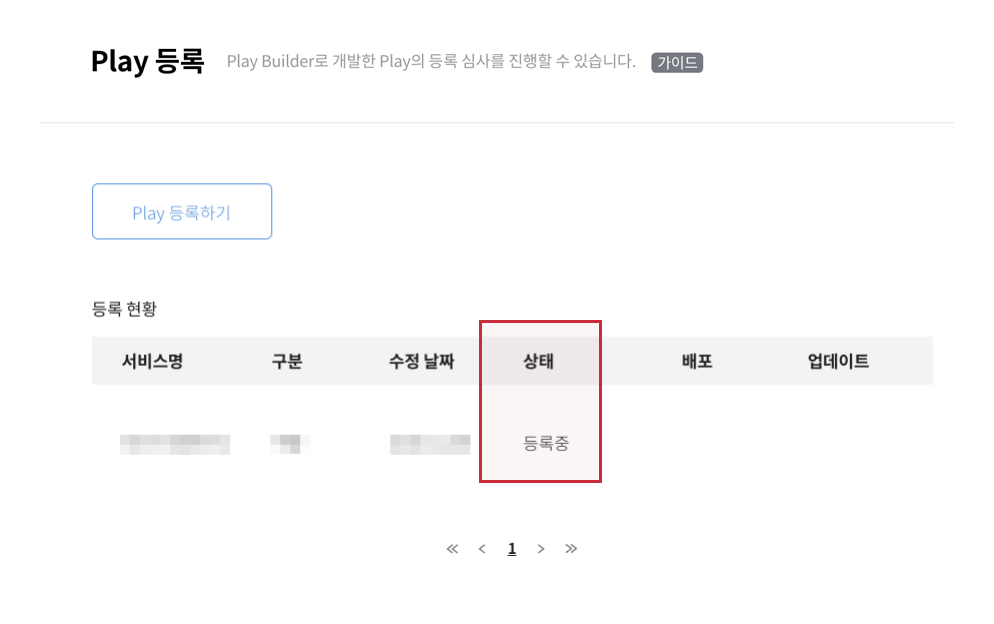 Play 등록 Play Builder로 개발한 Play의 등록 심사를 진행할 수 있습니다. 가이드
Play 등록하기
등록 현황
서비스명 구분 수정 날짜 상태 배포 업데이트
등록중
« < 1 > »